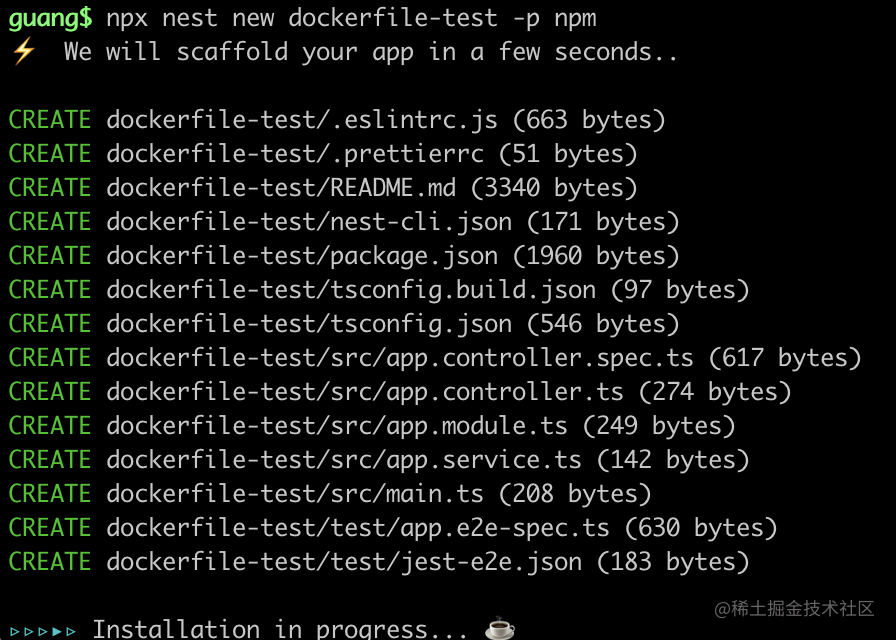 guang$ npx nest new dockerfile-test -p npm
⚡ We will scaffold your app in a few seconds..
CREATE dockerfile-test/.eslintrc.js (663 bytes)
CREATE dockerfile-test/.prettierrc (51 bytes)
CREATE dockerfile-test/README.md (3340 bytes)
CREATE dockerfile-test/nest-cli.json (171 bytes)
CREATE dockerfile-test/package.json (1960 bytes)
CREATE dockerfile-test/tsconfig.build.json (97 bytes)
CREATE dockerfile-test/tsconfig.json (546 bytes)
CREATE dockerfile-test/src/app.controller.spec.ts (617 bytes)
CREATE dockerfile-test/src/app.controller.ts (274 bytes)
CREATE dockerfile-test/src/app.module.ts (249 bytes)
CREATE dockerfile-test/src/app.service.ts (142 bytes)
CREATE dockerfile-test/src/main.ts (208 bytes)
CREATE dockerfile-test/test/app.e2e-spec.ts (630 bytes)
CREATE dockerfile-test/test/jest-e2e.json (183 bytes)
@稀土掘金技术社区
▹▹▹▸▹ Installation in progress... ☕